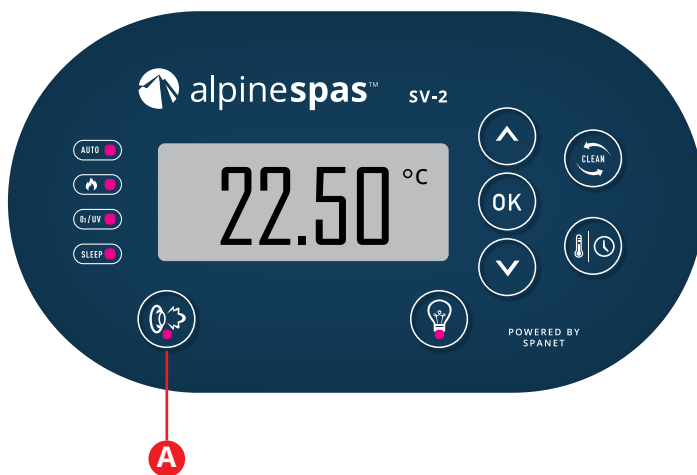 alpinespas™ SV-2
AUTO
O₃/UV
SLEEP
22.50 °C
OK
CLEAN
POWERED BY
SPANET
A